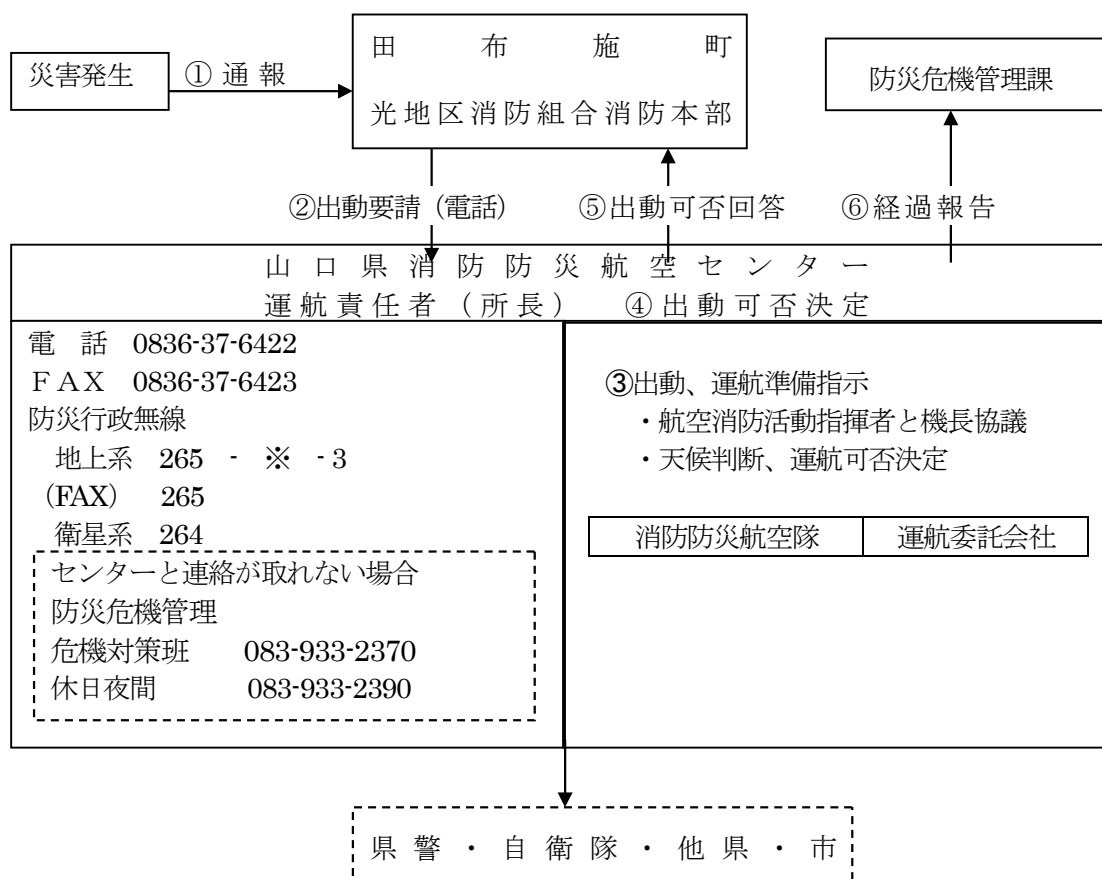 災害発生
①通報
田布施町
光地区消防組合消防本部
防災危機管理課
②出動要請（電話）
⑤出動可否回答
⑥経過報告
山口県消防防災航空センター
運航責任者（所長）　④出動可否決定
電　話　0836-37-6422
ＦＡＸ　0836-37-6423
防災行政無線
地上系　265　-　※　-3
（FAX）　265
衛星系　264
センターと連絡が取れない場合
防災危機管理
危機対策班　083-933-2370
休日夜間　083-933-2390
③出動、運航準備指示
・航空消防活動指揮者と機長協議
・天候判断、運航可否決定
消防防災航空隊　運航委託会社
県警・自衛隊・他県・市